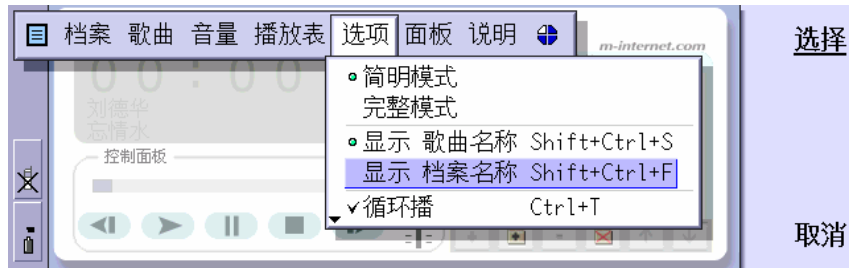 档案 歌曲 音量 播放表 选项 面板 说明
m-internet.com
选择
00:00
简明模式
完整模式
刘德华
忘情水
显示 歌曲名称 Shift+Ctrl+S
显示 档案名称 Shift+Ctrl+F
循环播 Ctrl+T
控制面板
取消